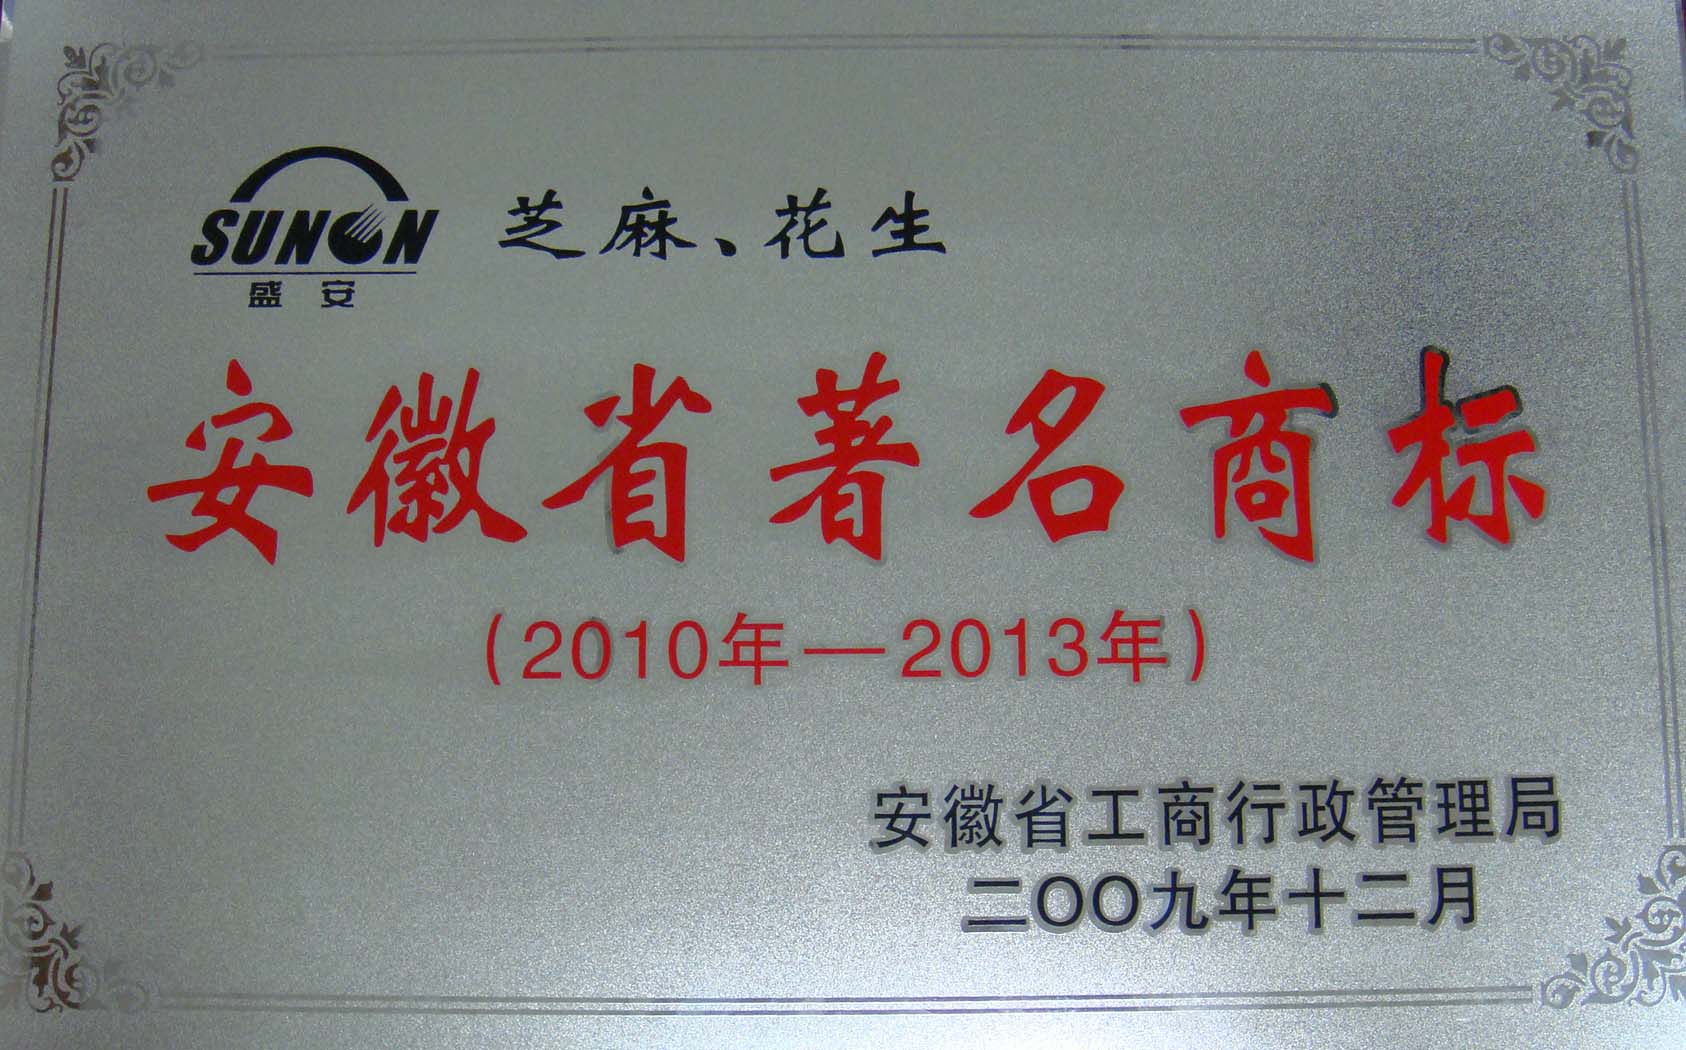 SUNON 芝麻、花生
盛安
安徽省著名商标
（2010年—2013年）
安徽省工商行政管理局
二〇〇九年十二月